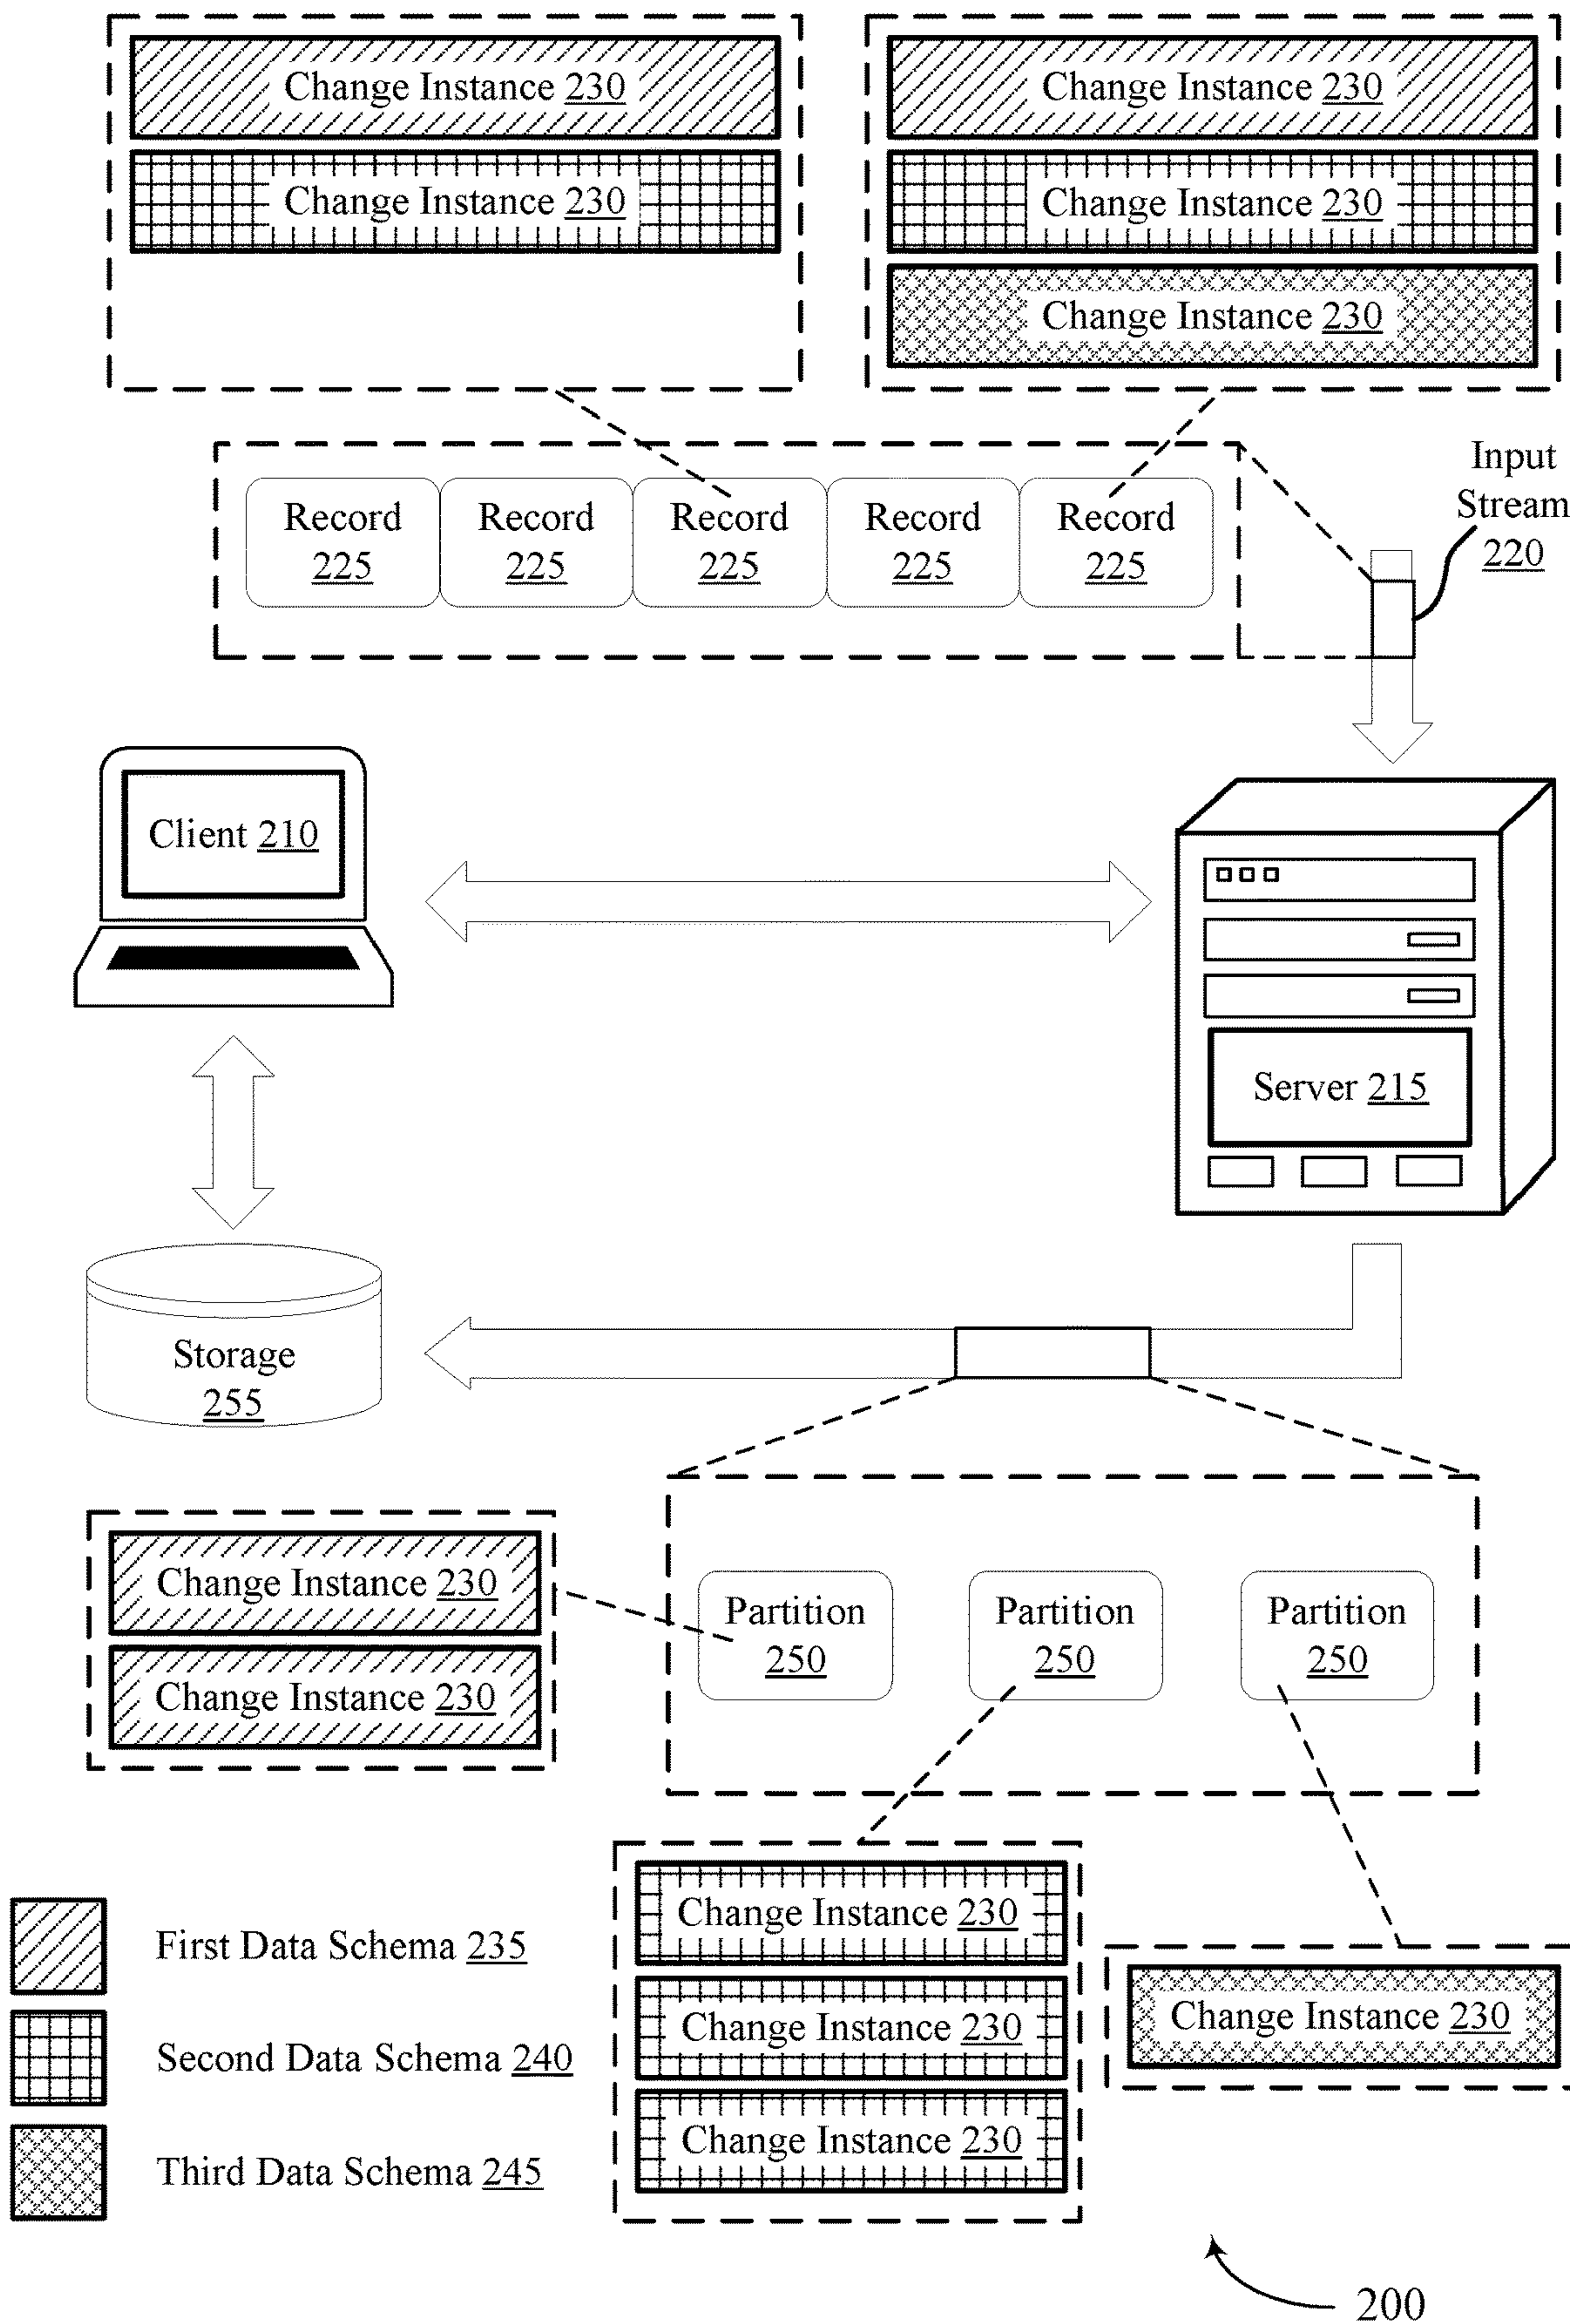 Change Instance 230
Change Instance 230
Change Instance 230
Change Instance 230
Change Instance 230
Input
Stream
220
Record
225
Record
225
Record
225
Record
225
Record
225
Client 210
Server 215
Storage
255
Change Instance 230
Change Instance 230
Partition
250
Partition
250
Partition
250
Change Instance 230
Change Instance 230
Change Instance 230
Change Instance 230
First Data Schema 235
Second Data Schema 240
Third Data Schema 245
200